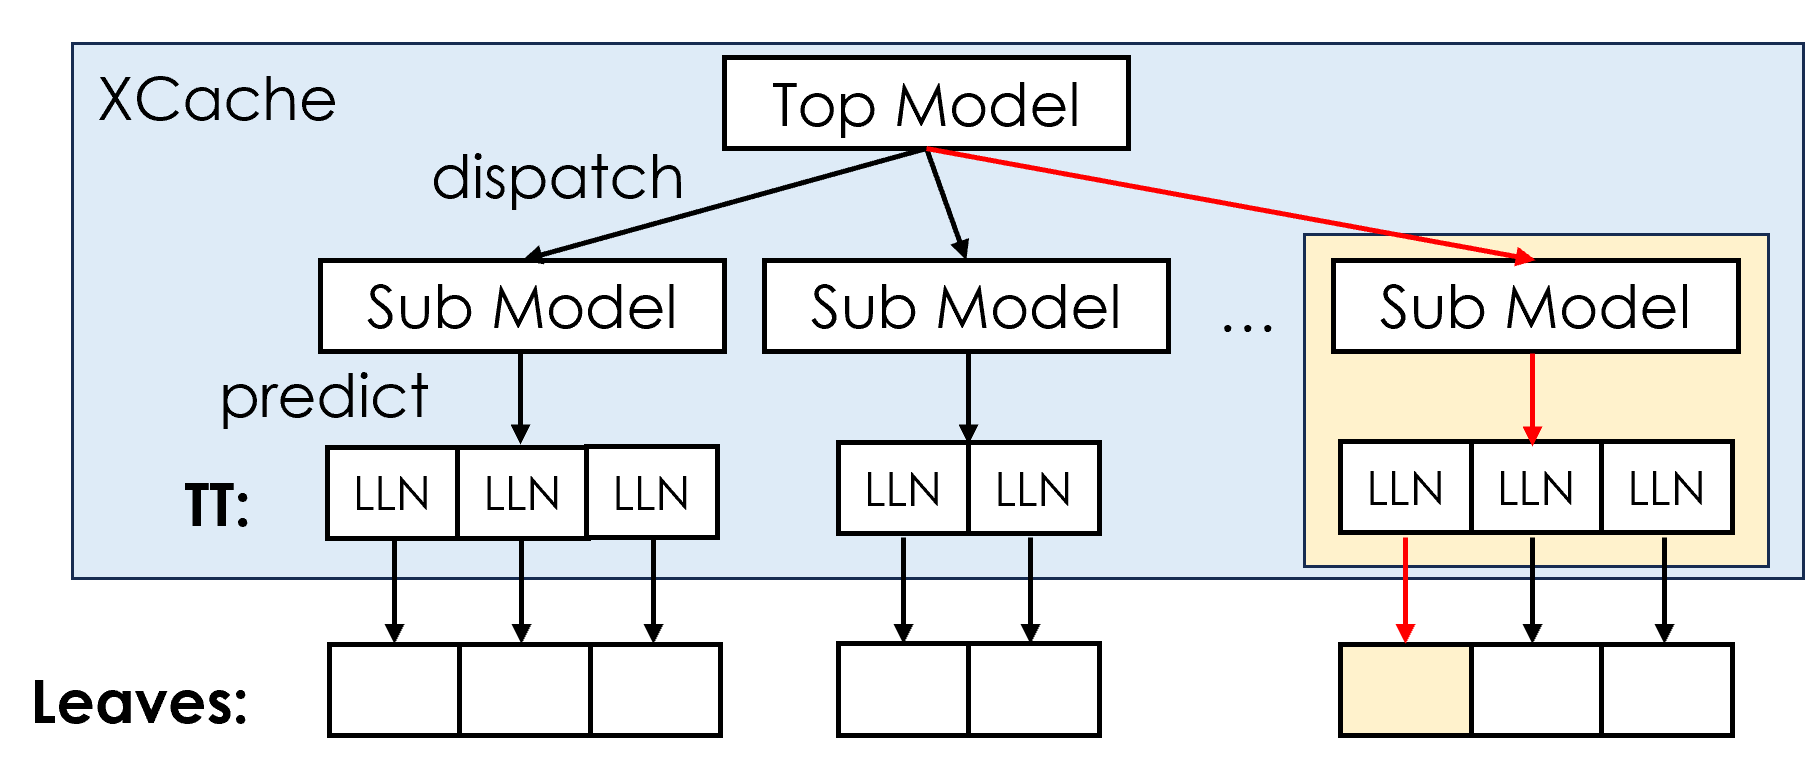 XCache
Top Model
dispatch
Sub Model
Sub Model
...
Sub Model
predict
TT:
LLN
LLN
LLN
LLN
LLN
LLN
LLN
LLN
Leaves: